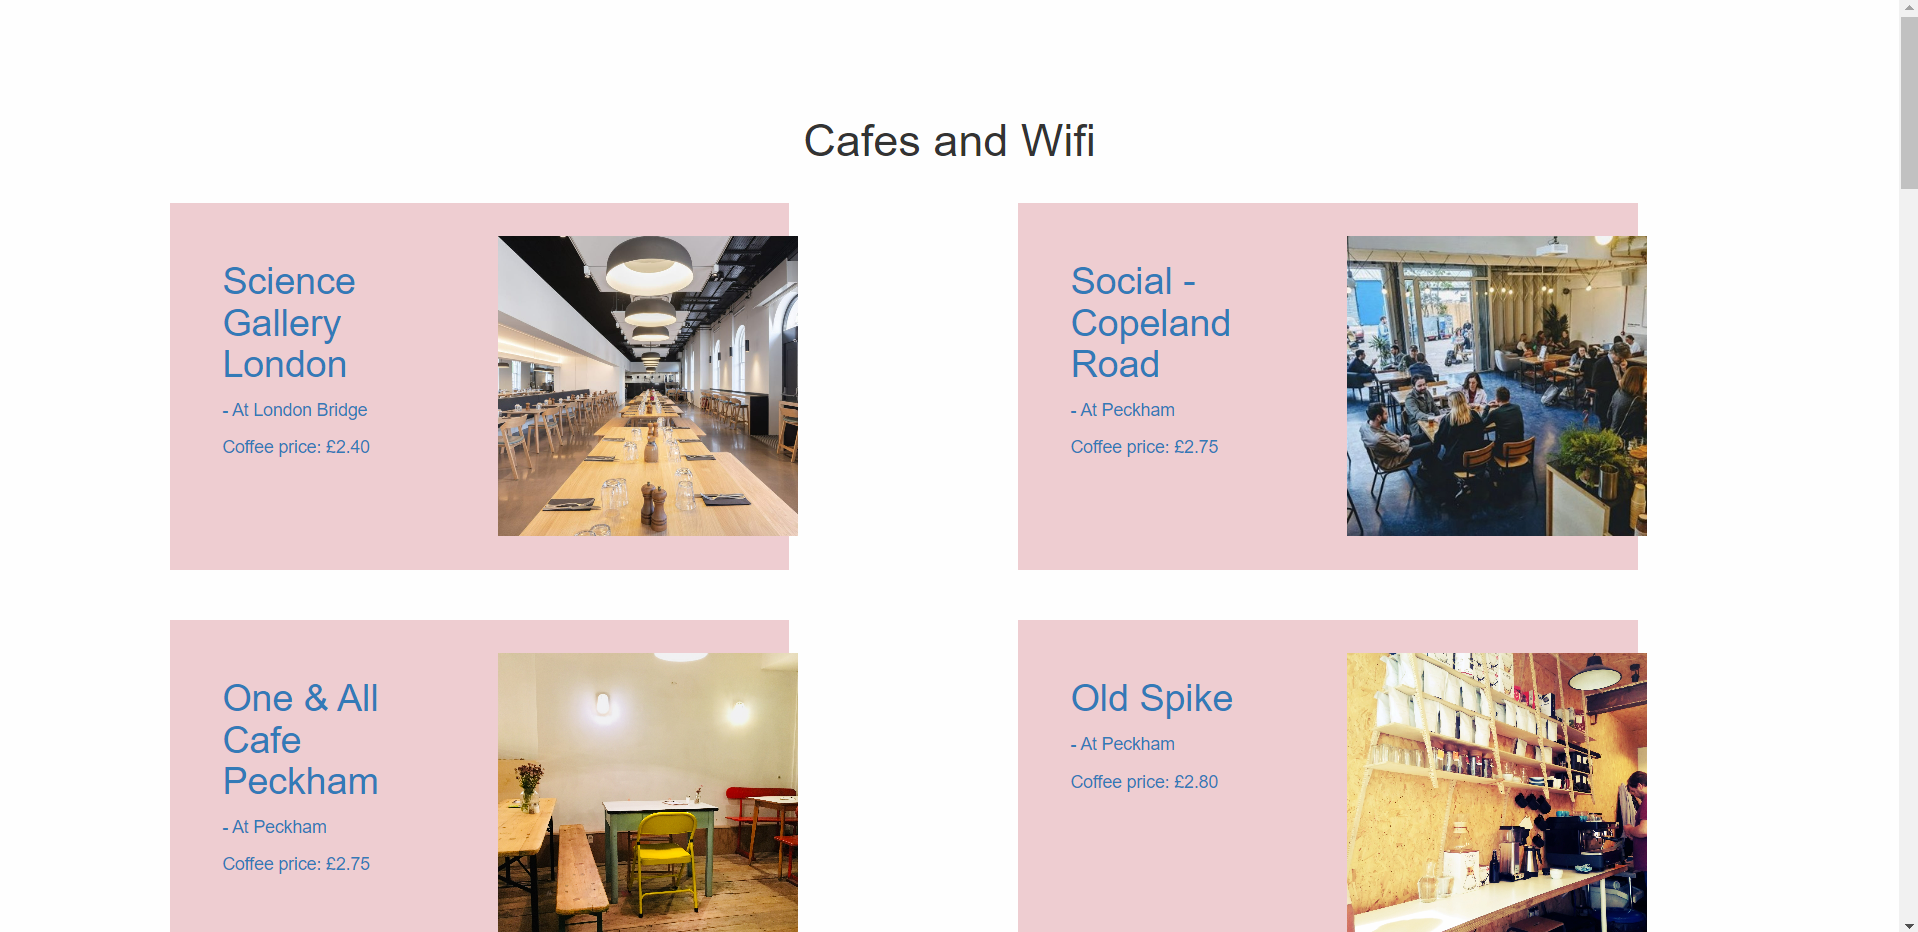 Cafes and Wifi
Science
Gallery
London
- At London Bridge
Coffee price: £2.40
Social -
Copeland
Road
- At Peckham
Coffee price: £2.75
One & All
Cafe
Peckham
- At Peckham
Coffee price: £2.75
Old Spike
- At Peckham
Coffee price: £2.80